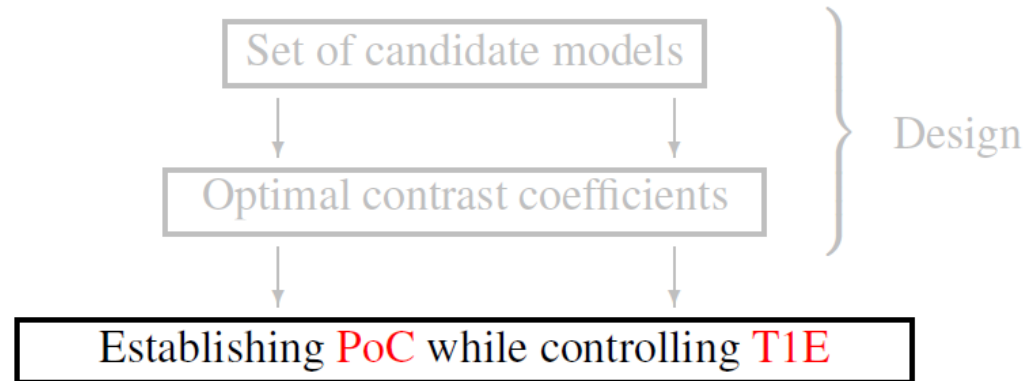 Set of candidate models
Design
Optimal contrast coefficients
Establishing PoC while controlling T1E